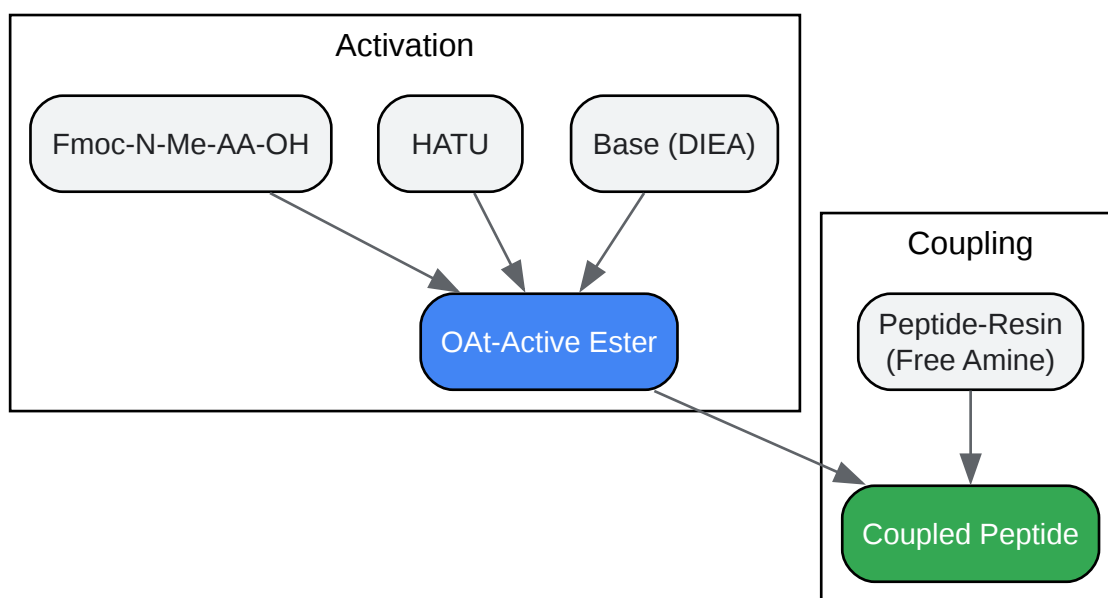 Activation
Fmoc-N-Me-AA-OH
HATU
Base (DIEA)
OAt-Active Ester
Coupling
Peptide-Resin
(Free Amine)
Coupled Peptide